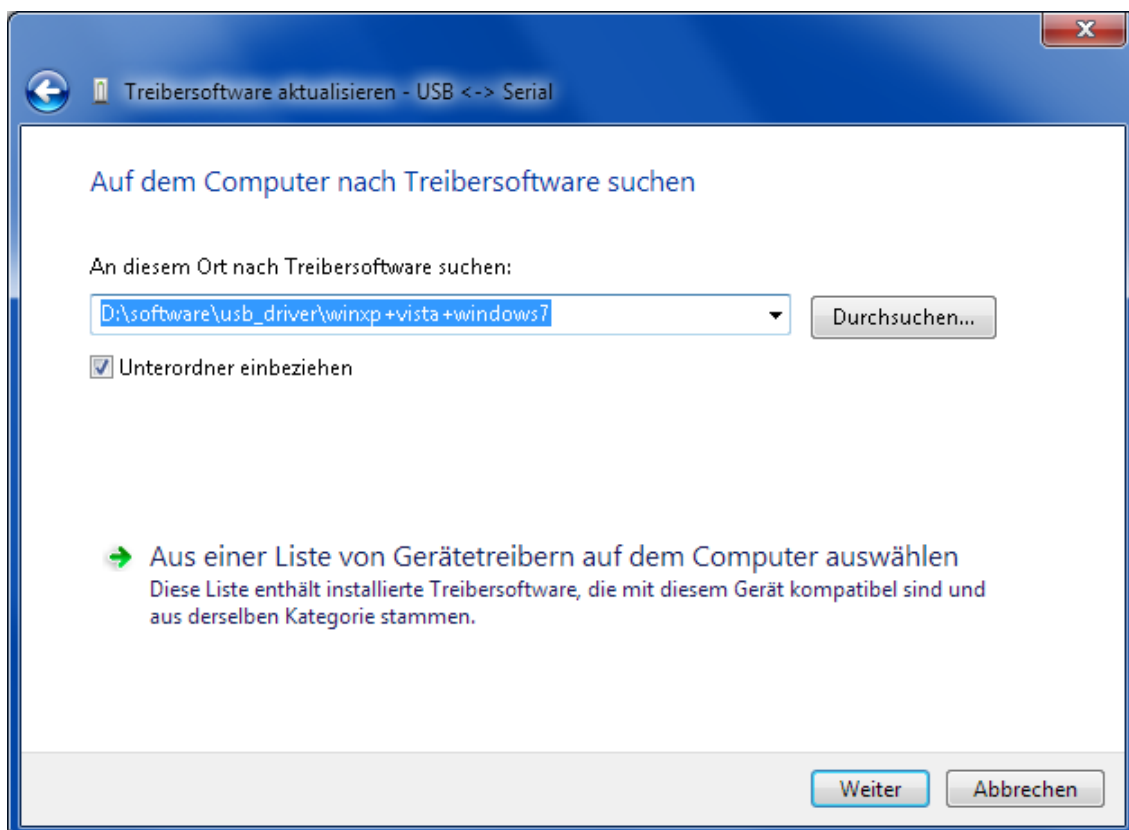 Treibersoftware aktualisieren - USB <-> Serial
Auf dem Computer nach Treibersoftware suchen
An diesem Ort nach Treibersoftware suchen:
D:\software\usb_driver\winxp+vista+windows7
Durchsuchen...
Unterordner einbeziehen
Aus einer Liste von Gerätetreibern auf dem Computer auswählen
Diese Liste enthält installierte Treibersoftware, die mit diesem Gerät kompatibel sind und
aus derselben Kategorie stammen.
Weiter
Abbrechen